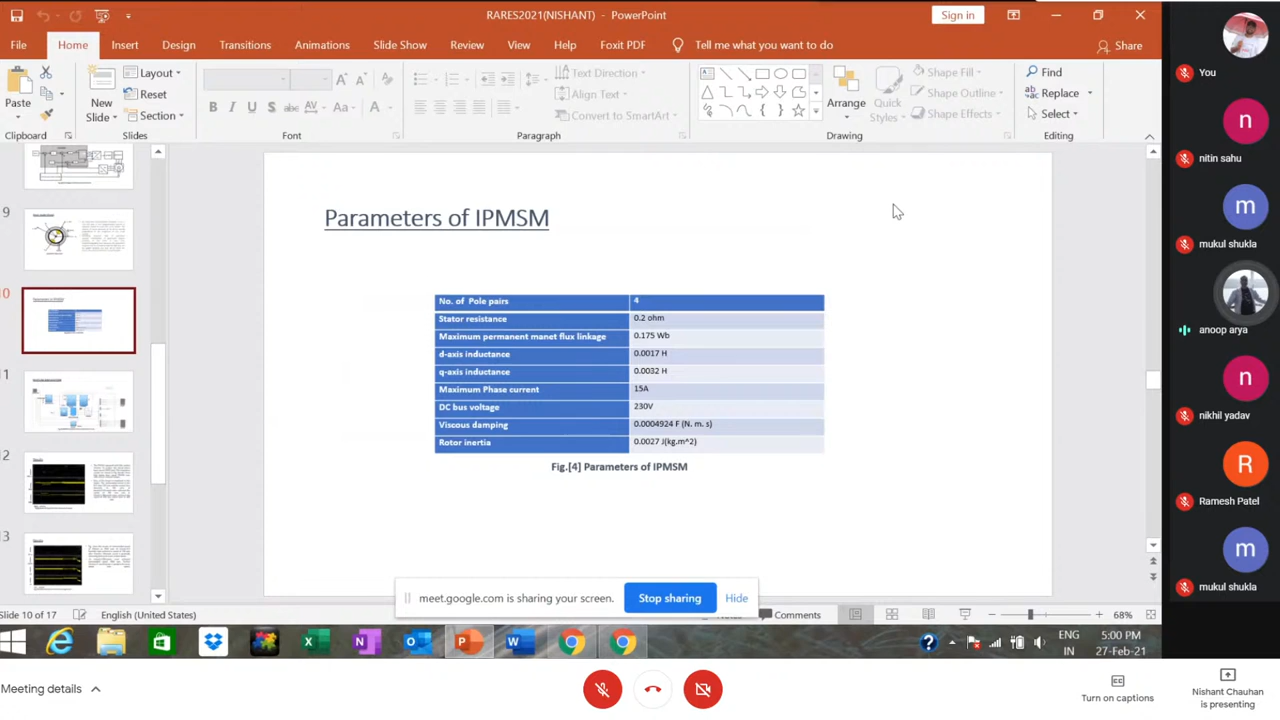 RARES2021(NISHANT) - PowerPoint
Sign in
File Home Insert Design Transitions Animations Slide Show Review View Help Foxit PDF Tell me what you want to do Share
Paste
Clipboard
New Slide
Layout
Reset
Section
Slides
B I U S abc AV Aa A
Font
Text Direction
Align Text
Convert to SmartArt
Paragraph
Arrange
Quick Styles
Shape Fill
Shape Outline
Shape Effects
Drawing
Find
Replace
Select
Editing
9
10
11
12
13
Parameters of IPMSM
No. of Pole pairs 4
Stator resistance 0.2 ohm
Maximum permanent manet flux linkage 0.175 Wb
d-axis inductance 0.0017 H
q-axis inductance 0.0032 H
Maximum Phase current 15A
DC bus voltage 230V
Viscous damping 0.0004924 F (N. m. s)
Rotor inertia 0.0027 J(kg.m^2)
Fig.[4] Parameters of IPMSM
meet.google.com is sharing your screen. Stop sharing Hide
Slide 10 of 17 English (United States) Comments 68%
ENG
IN
5:00 PM
27-Feb-21
You
n
nitin sahu
m
mukul shukla
anoop arya
n
nikhil yadav
R
Ramesh Patel
m
mukul shukla
Meeting details
Turn on captions
Nishant Chauhan
is presenting